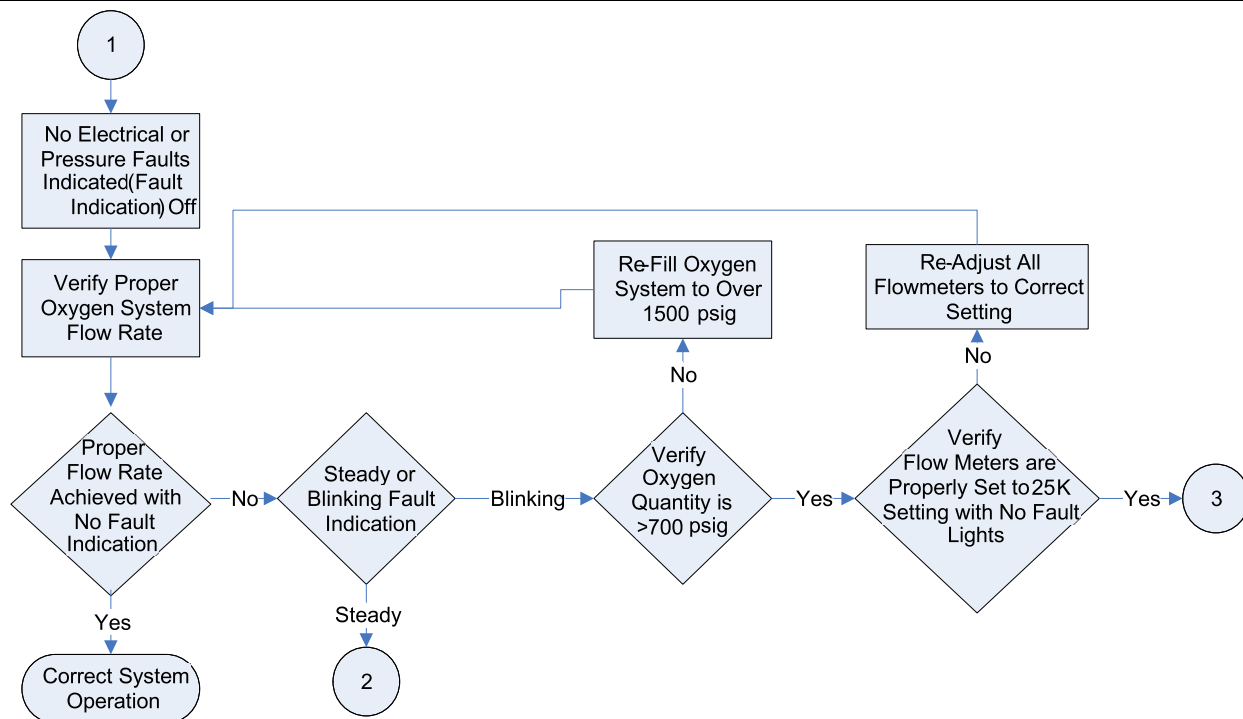 1
No Electrical or
Pressure Faults
Indicated(Fault
Indication) Off
Verify Proper
Oxygen System
Flow Rate
Proper
Flow Rate
Achieved with
No Fault
Indication
Yes
Correct System
Operation
No
Steady or
Blinking Fault
Indication
Steady
2
Blinking
Verify
Oxygen
Quantity is
>700 psig
No
Re-Fill Oxygen
System to Over
1500 psig
Yes
Verify
Flow Meters are
Properly Set to 25K
Setting with No Fault
Lights
No
Re-Adjust All
Flowmeters to Correct
Setting
Yes
3